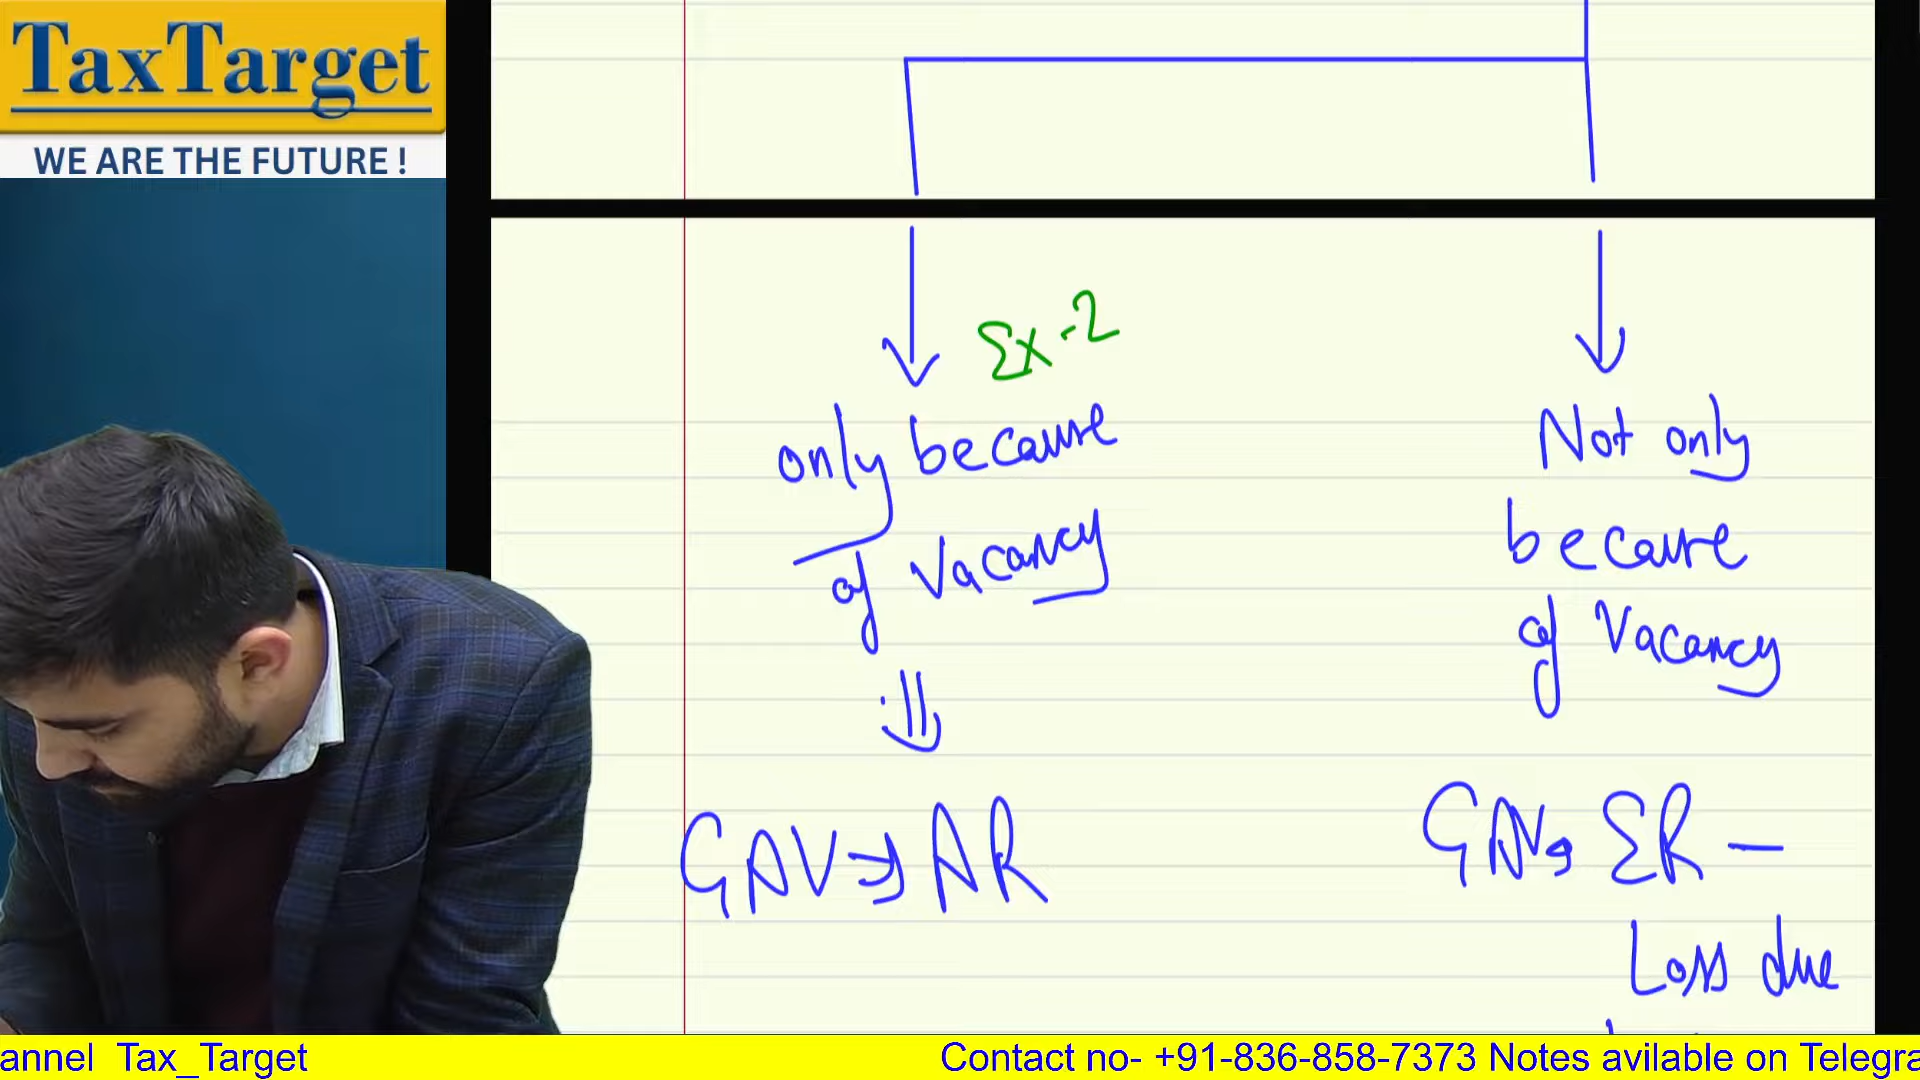 TaxTarget
WE ARE THE FUTURE !
Ex-2
only because
of vacancy
GAV → AR
Not only
because
of vacancy
GAV → ER -
Loss due
annel Tax_Target
Contact no- +91-836-858-7373 Notes avilable on Telegra